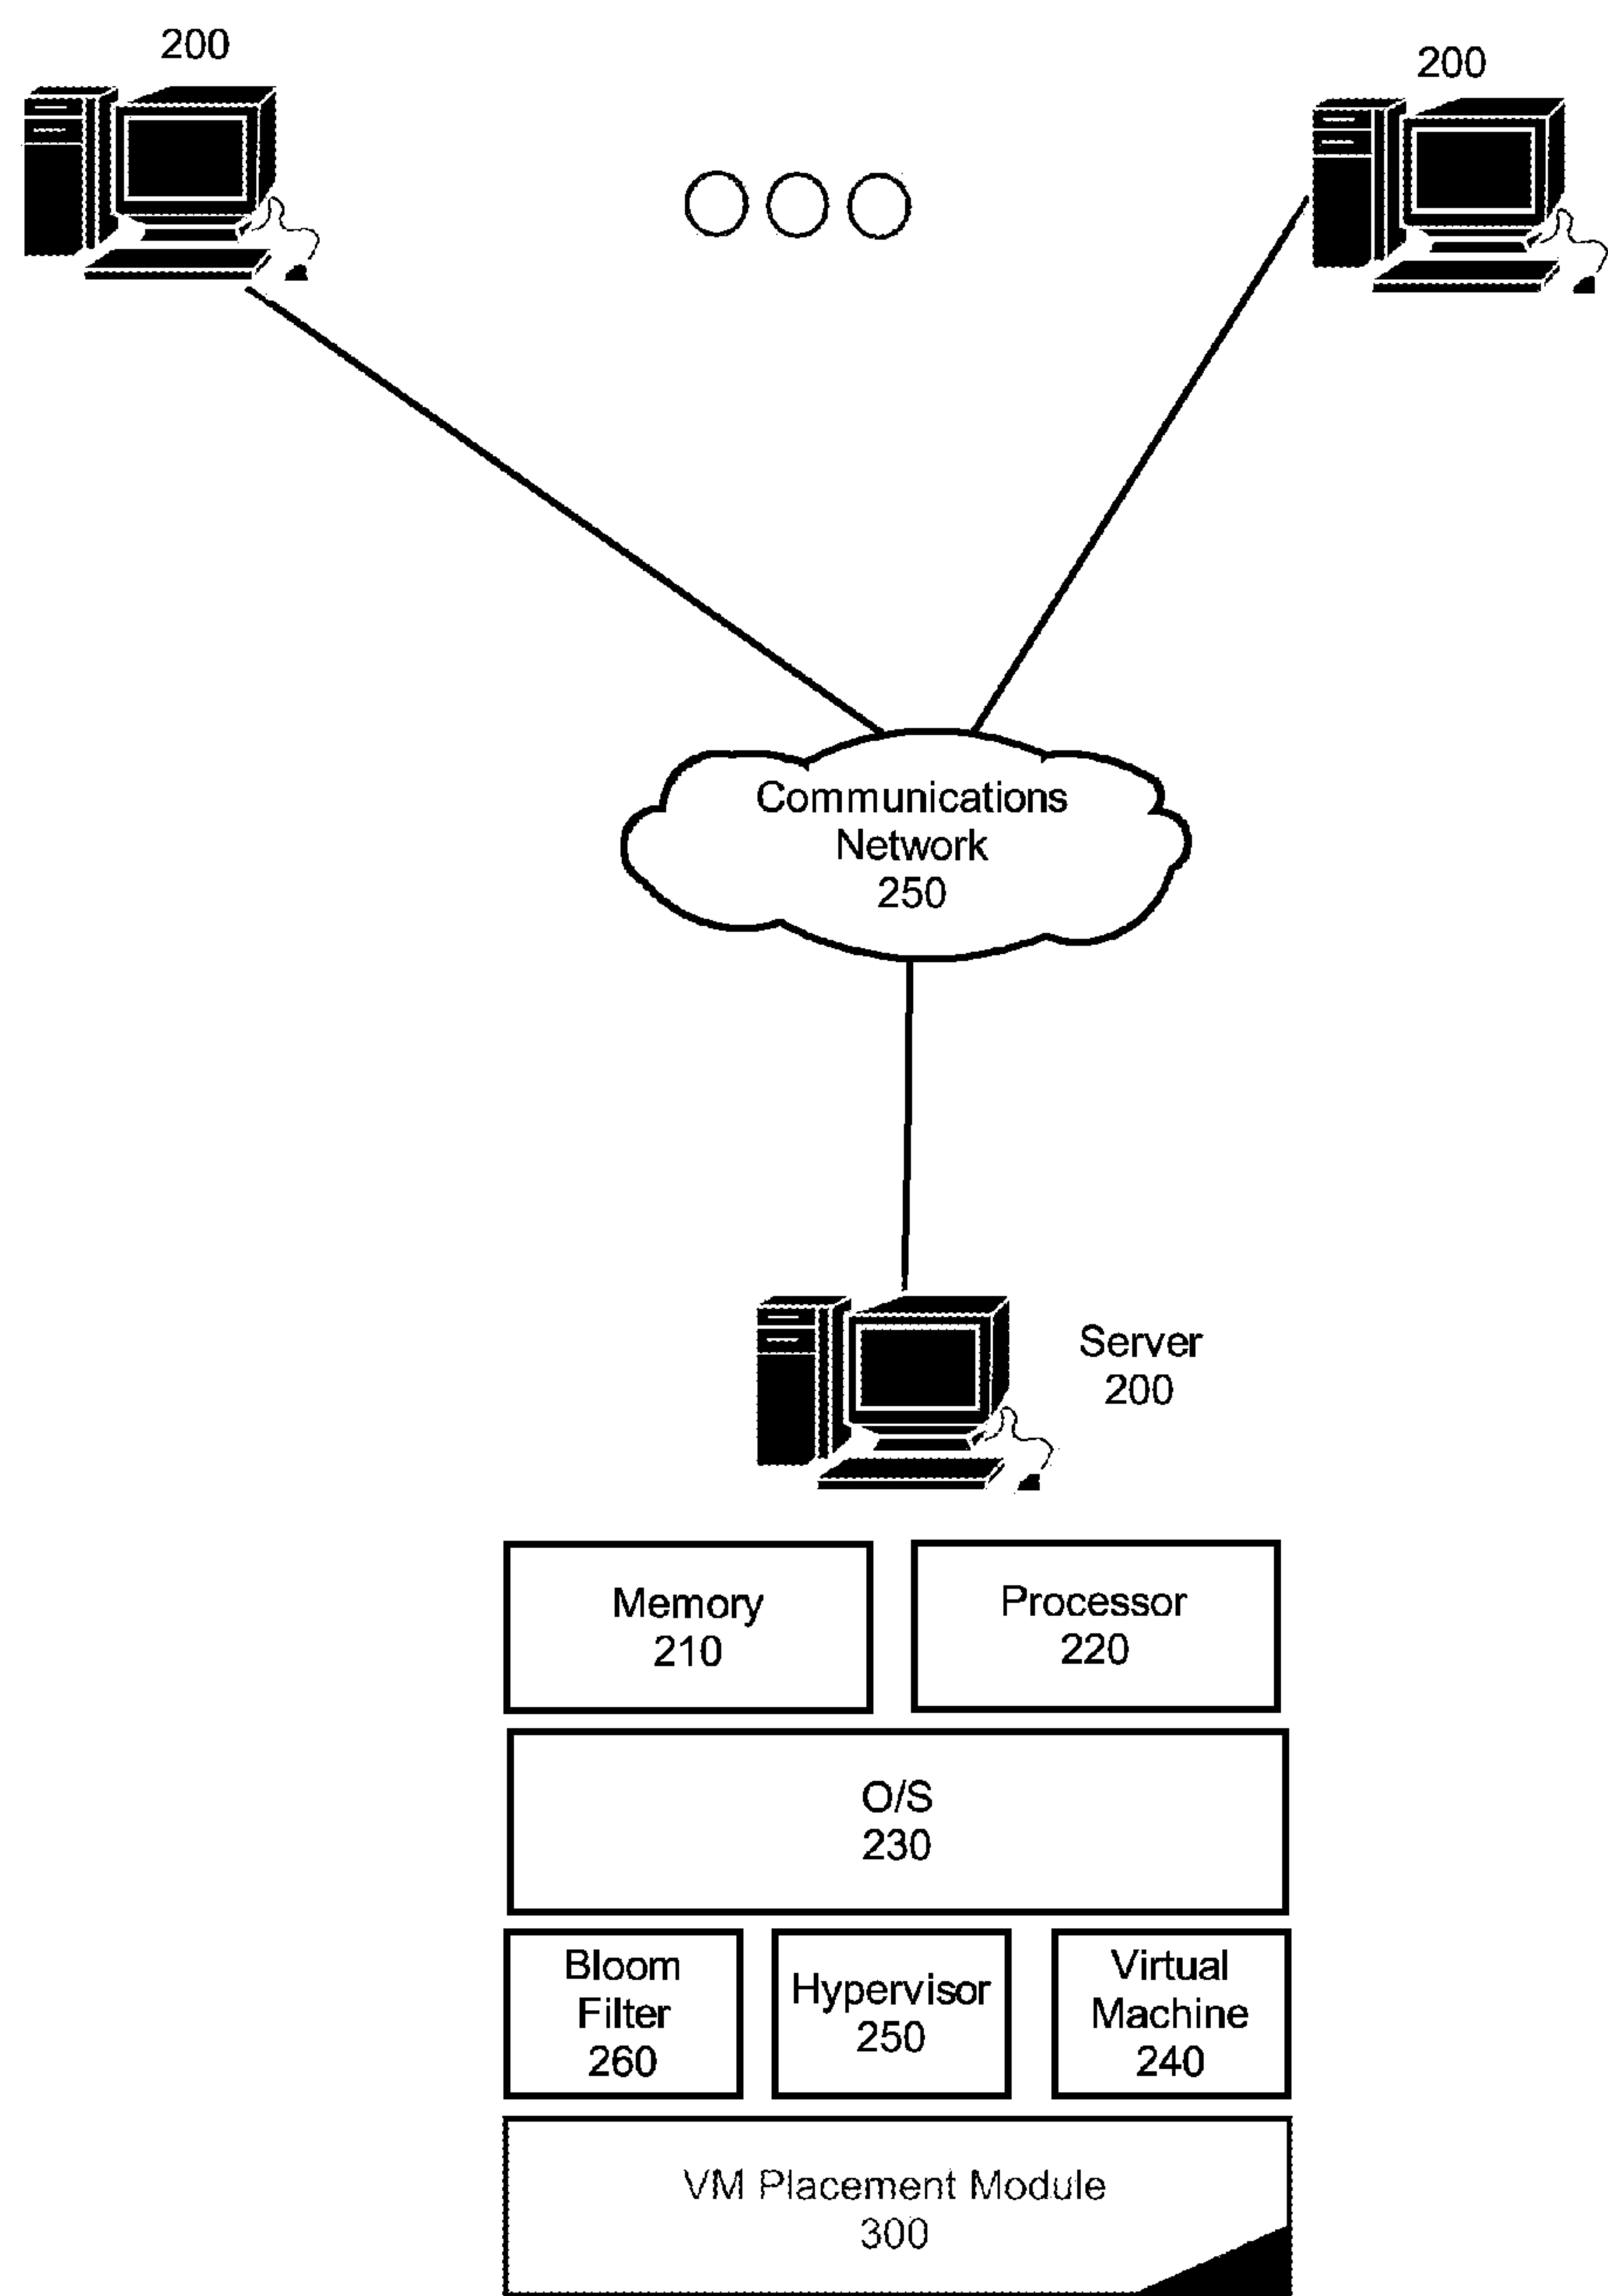 200
200
Communications
Network
250
Server
200
Memory
210
Processor
220
O/S
230
Bloom
Filter
260
Hypervisor
250
Virtual
Machine
240
VM Placement Module
300